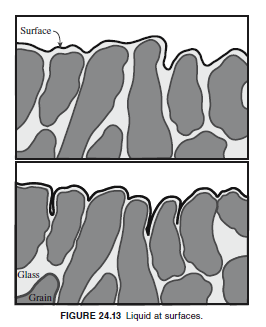 Surface
Glass
Grain
FIGURE 24.13 Liquid at surfaces.